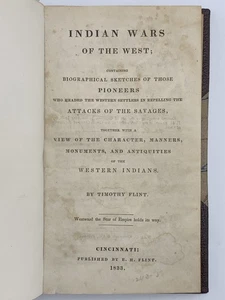 INDIAN WARS
OF THE WEST;
CONTAINING
BIOGRAPHICAL SKETCHES OF THOSE
PIONEERS
WHO HEADED THE WESTERN SETTLERS IN REPELLING THE
ATTACKS OF THE SAVAGES,
TOGETHER WITH A
VIEW OF THE CHARACTER, MANNERS,
MONUMENTS, AND ANTIQUITIES
OF THE
WESTERN INDIANS.
BY TIMOTHY FLINT.
Westward the Star of Empire holds its way.
CINCINNATI:
PUBLISHED BY E. H. FLINT.
1833.